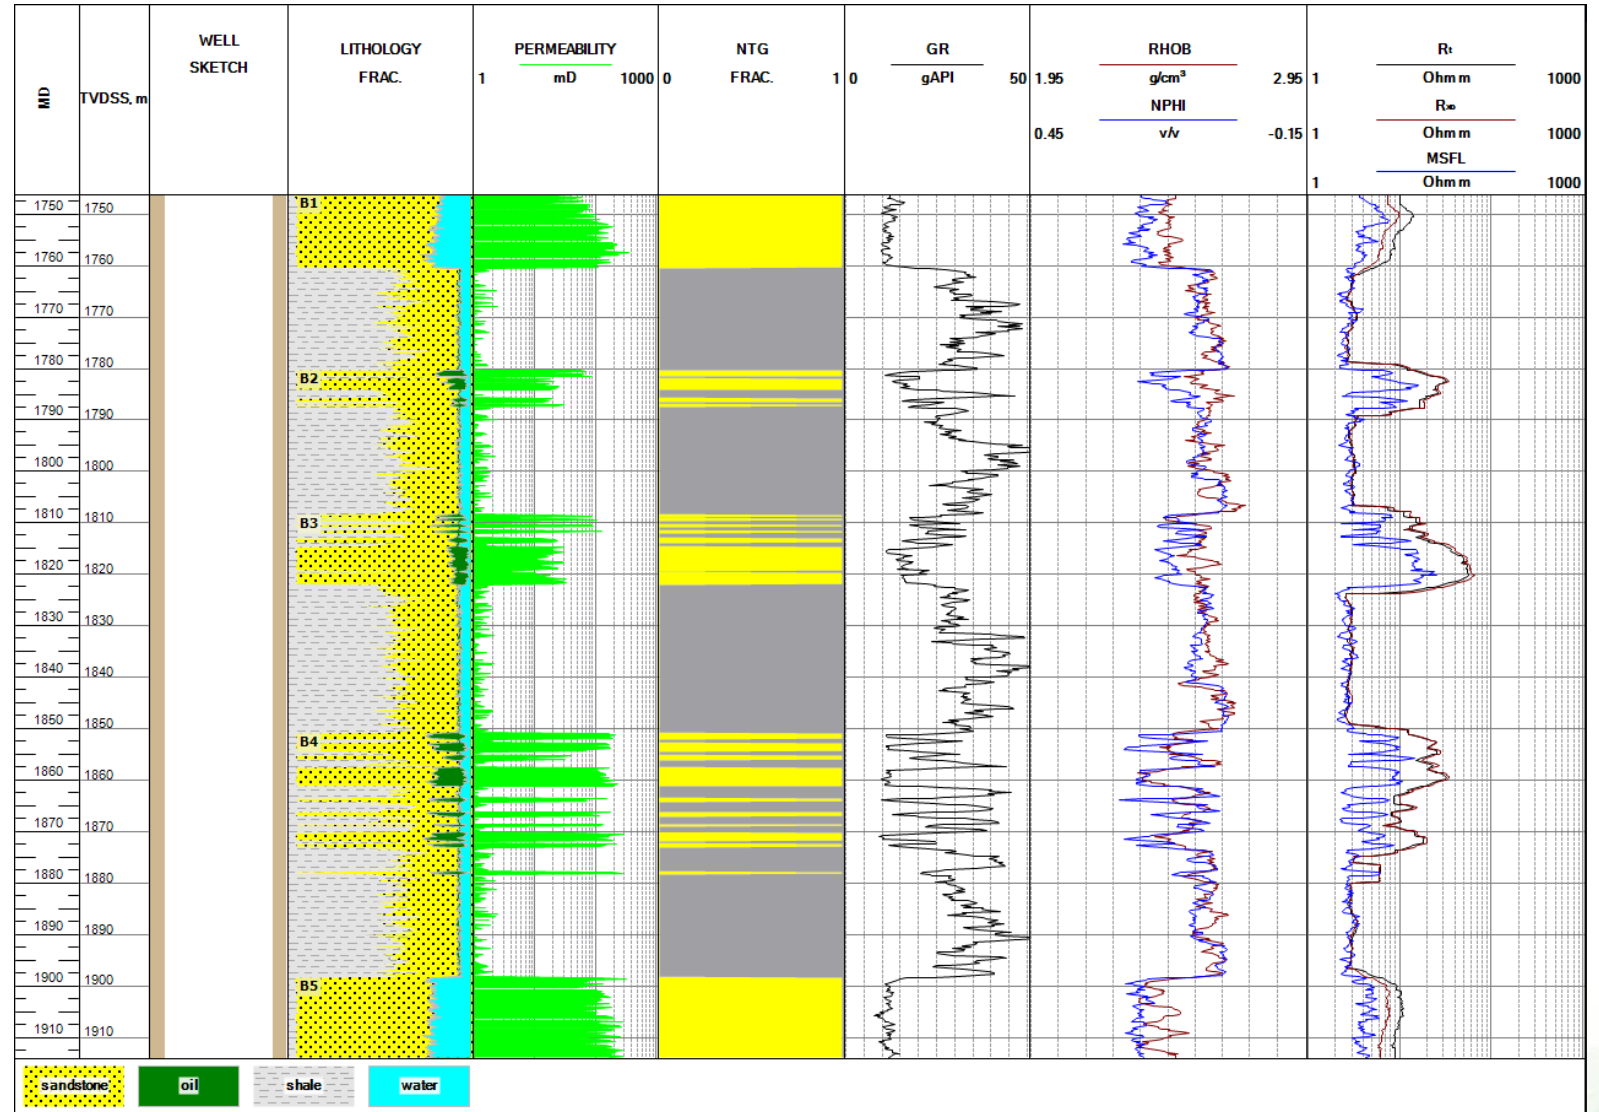 MD
TVDSS, m
WELL
SKETCH
LITHOLOGY
FRAC.
PERMEABILITY
1 mD 1000
NTG
0 FRAC. 1
GR
0 gAPI 50
RHOB
1.95 g/cm³ 2.95
NPHI
0.45 v/v -0.15
Rt
1 Ohmm 1000
Rxo
1 Ohmm 1000
MSFL
1 Ohmm 1000
1750 1750
B1
1760 1760
1770 1770
1780 1780
B2
1790 1790
1800 1800
1810 1810
B3
1820 1820
1830 1830
1840 1840
1850 1850
B4
1860 1860
1870 1870
1880 1880
1890 1890
1900 1900
B5
1910 1910
sandstone oil shale water